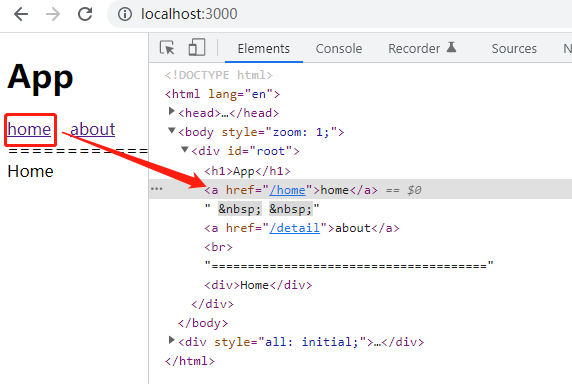 localhost:3000
Elements Console Recorder Sources
App
home about
=============
Home
<!DOCTYPE html>
<html lang="en">
<head>…</head>
<body style="zoom: 1;">
<div id="root">
<h1>App</h1>
<a href="/home">home</a> == $0
" &nbsp; &nbsp;"
<a href="/detail">about</a>
<br>
"====================================="
<div>Home</div>
</div>
</body>
<div style="all: initial;">…</div>
</html>